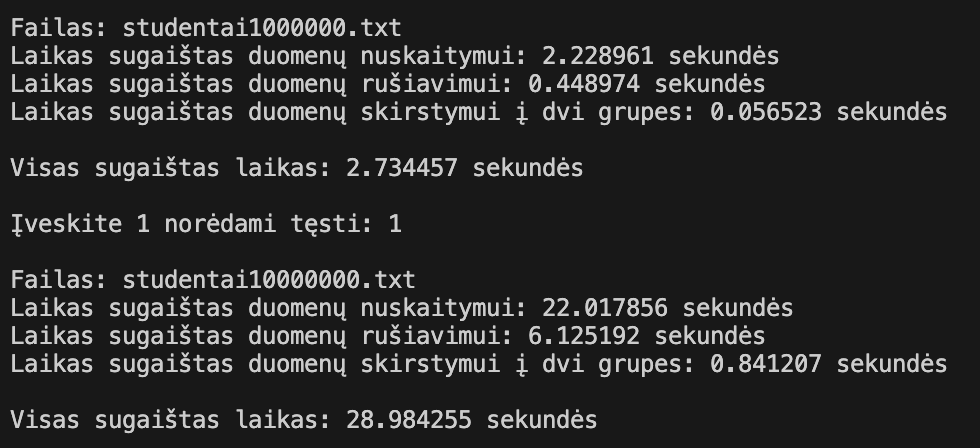 Failas: studentai1000000.txt
Laikas sugaištas duomenų nuskaitymui: 2.228961 sekundės
Laikas sugaištas duomenų rušiavimui: 0.448974 sekundės
Laikas sugaištas duomenų skirstymui į dvi grupes: 0.056523 sekundės
Visas sugaištas laikas: 2.734457 sekundės
Įveskite 1 norėdami tęsti: 1
Failas: studentai10000000.txt
Laikas sugaištas duomenų nuskaitymui: 22.017856 sekundės
Laikas sugaištas duomenų rušiavimui: 6.125192 sekundės
Laikas sugaištas duomenų skirstymui į dvi grupes: 0.841207 sekundės
Visas sugaištas laikas: 28.984255 sekundės